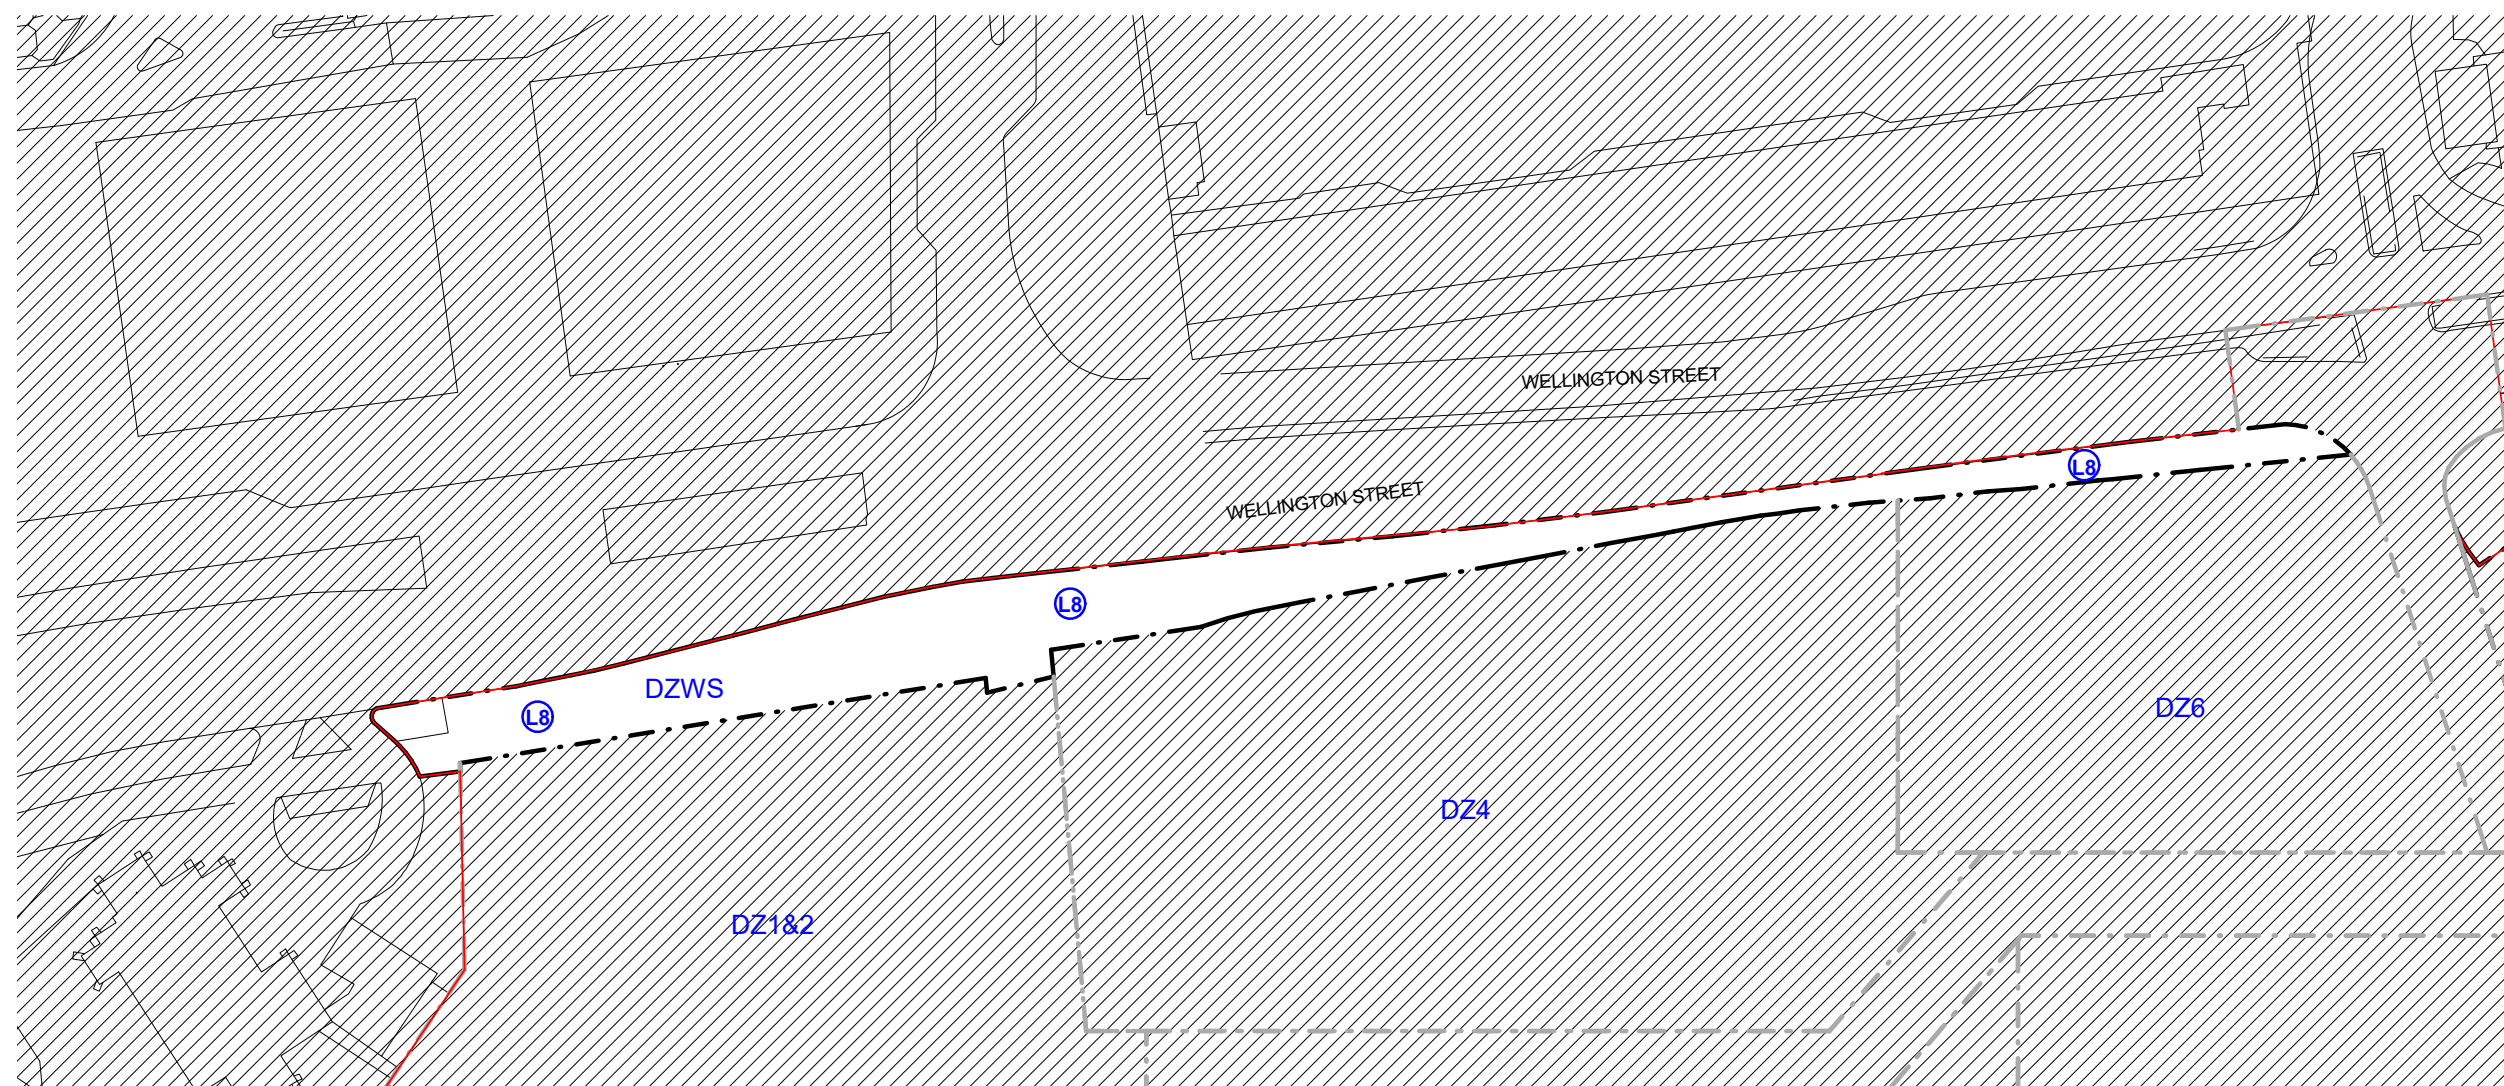 WELLINGTON STREET
L8
WELLINGTON STREET
L8
DZWS
L8
DZ6
DZ4
DZ1&2